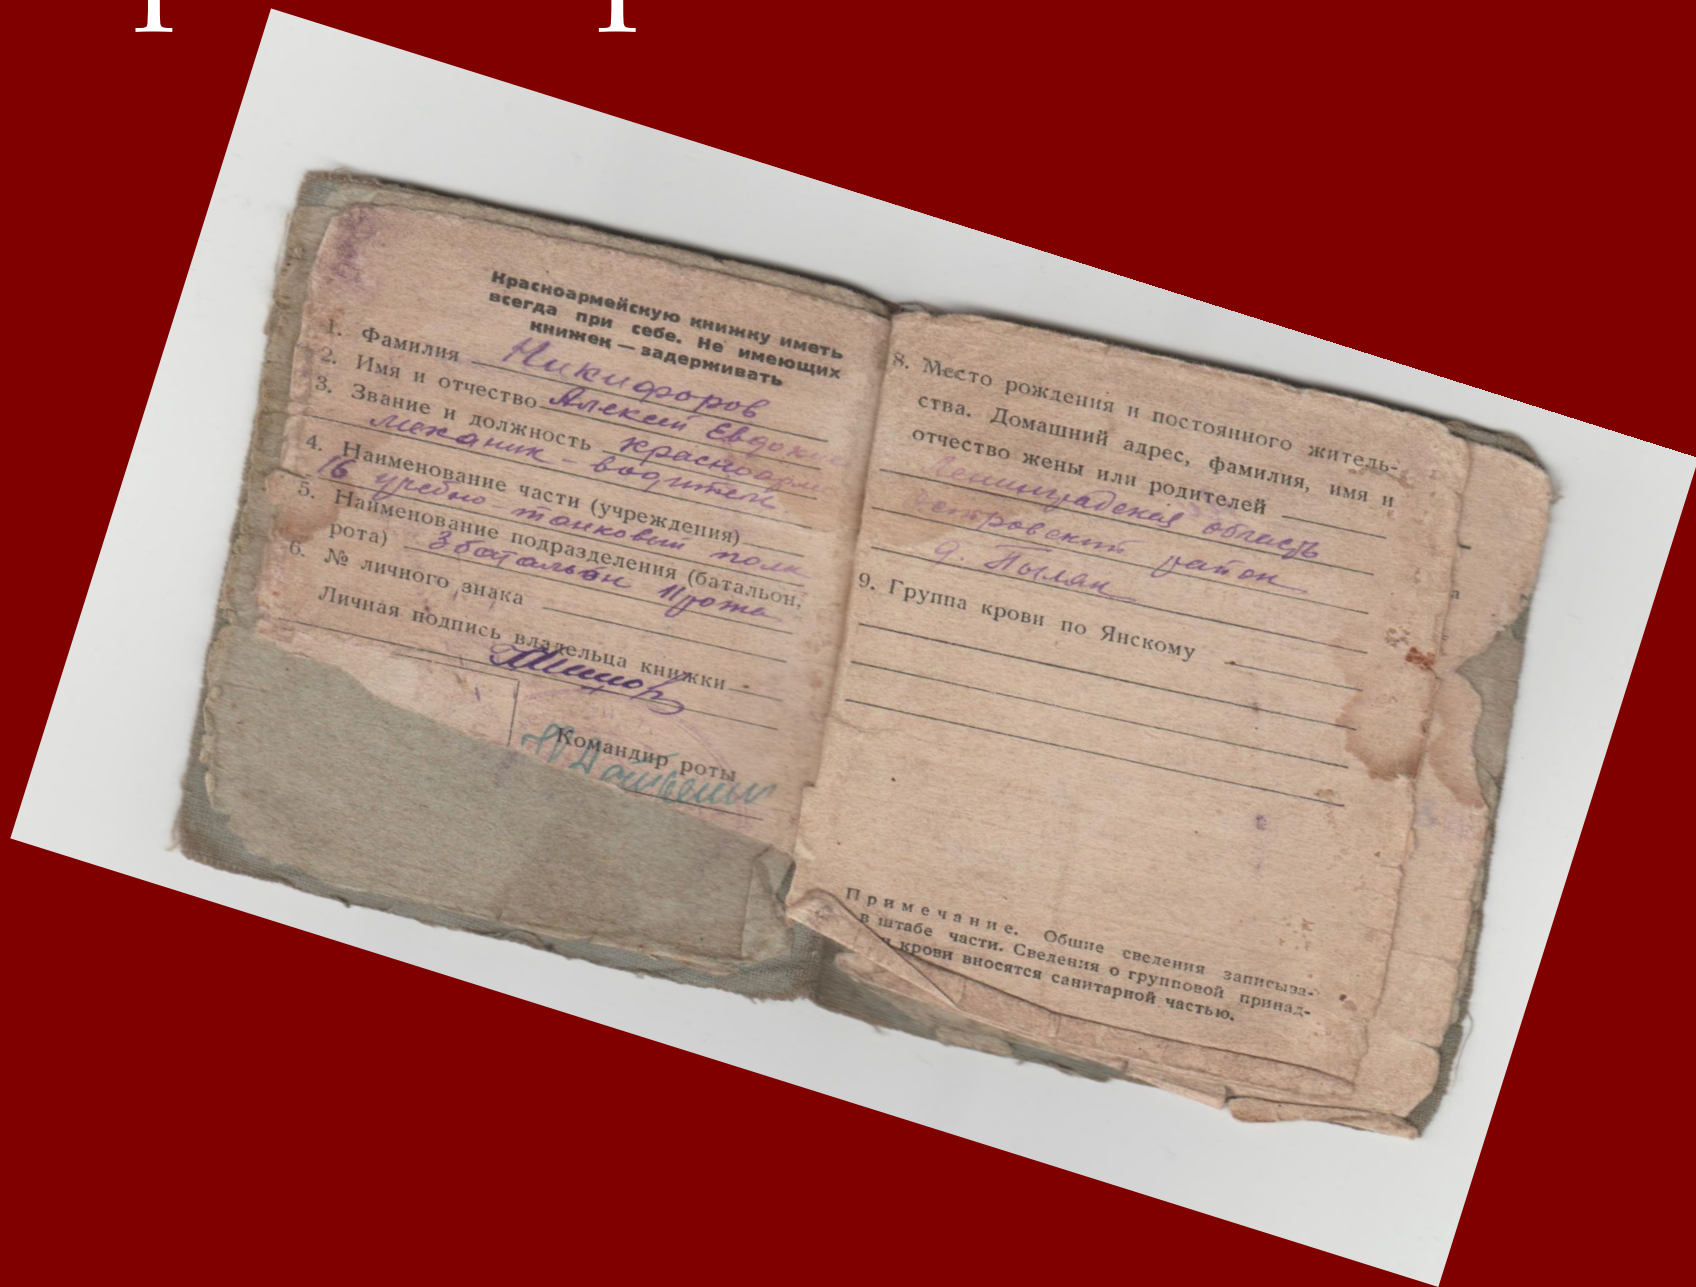 Красноармейскую книжку иметь
всегда при себе. Не имеющих
книжек — задерживать
1. Фамилия Никифоров
2. Имя и отчество Алексей Евдоким
3. Звание и должность красноарм
механик - водитель
4. Наименование части (учреждения)
16 учебно-танковый полк
5. Наименование подразделения (батальон,
рота) 3 батальон 11 рота
6. № личного знака
Личная подпись владельца книжки
Командир роты
8. Место рождения и постоянного житель-
ства. Домашний адрес, фамилия, имя и
отчество жены или родителей
Ленинградская область
район
д.
9. Группа крови по Янскому
Примечание. Общие сведения записыва-
в штабе части. Сведения о групповой принад-
крови вносятся санитарной частью.